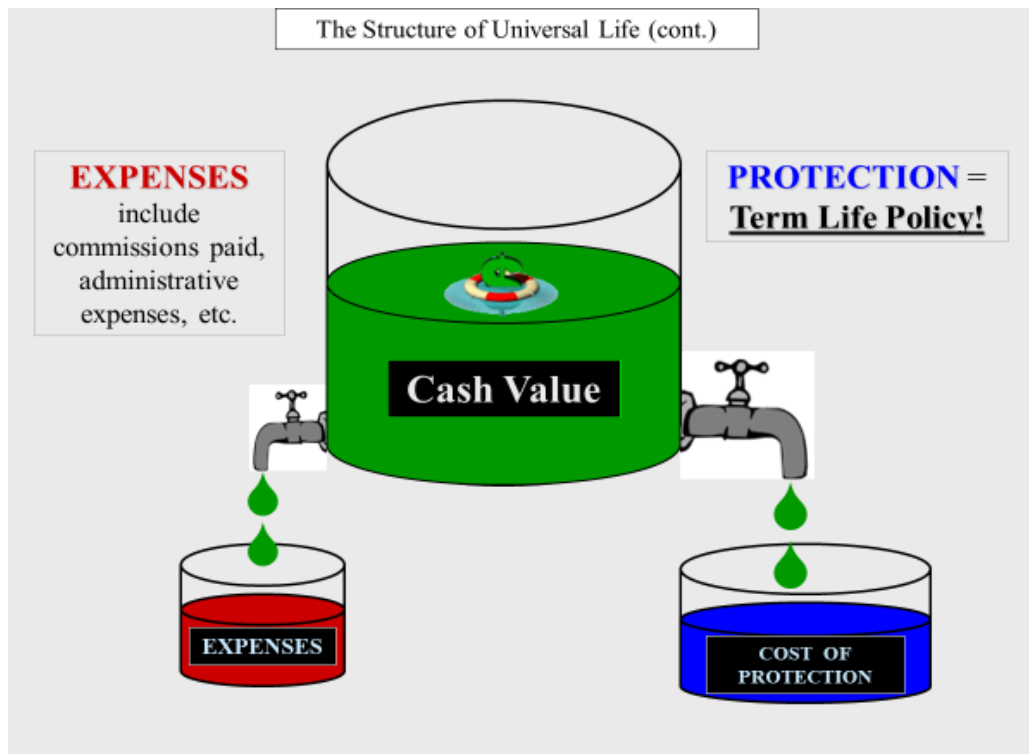 The Structure of Universal Life (cont.)
EXPENSES
include
commissions paid,
administrative
expenses, etc.
PROTECTION =
Term Life Policy!
Cash Value
EXPENSES
COST OF
PROTECTION